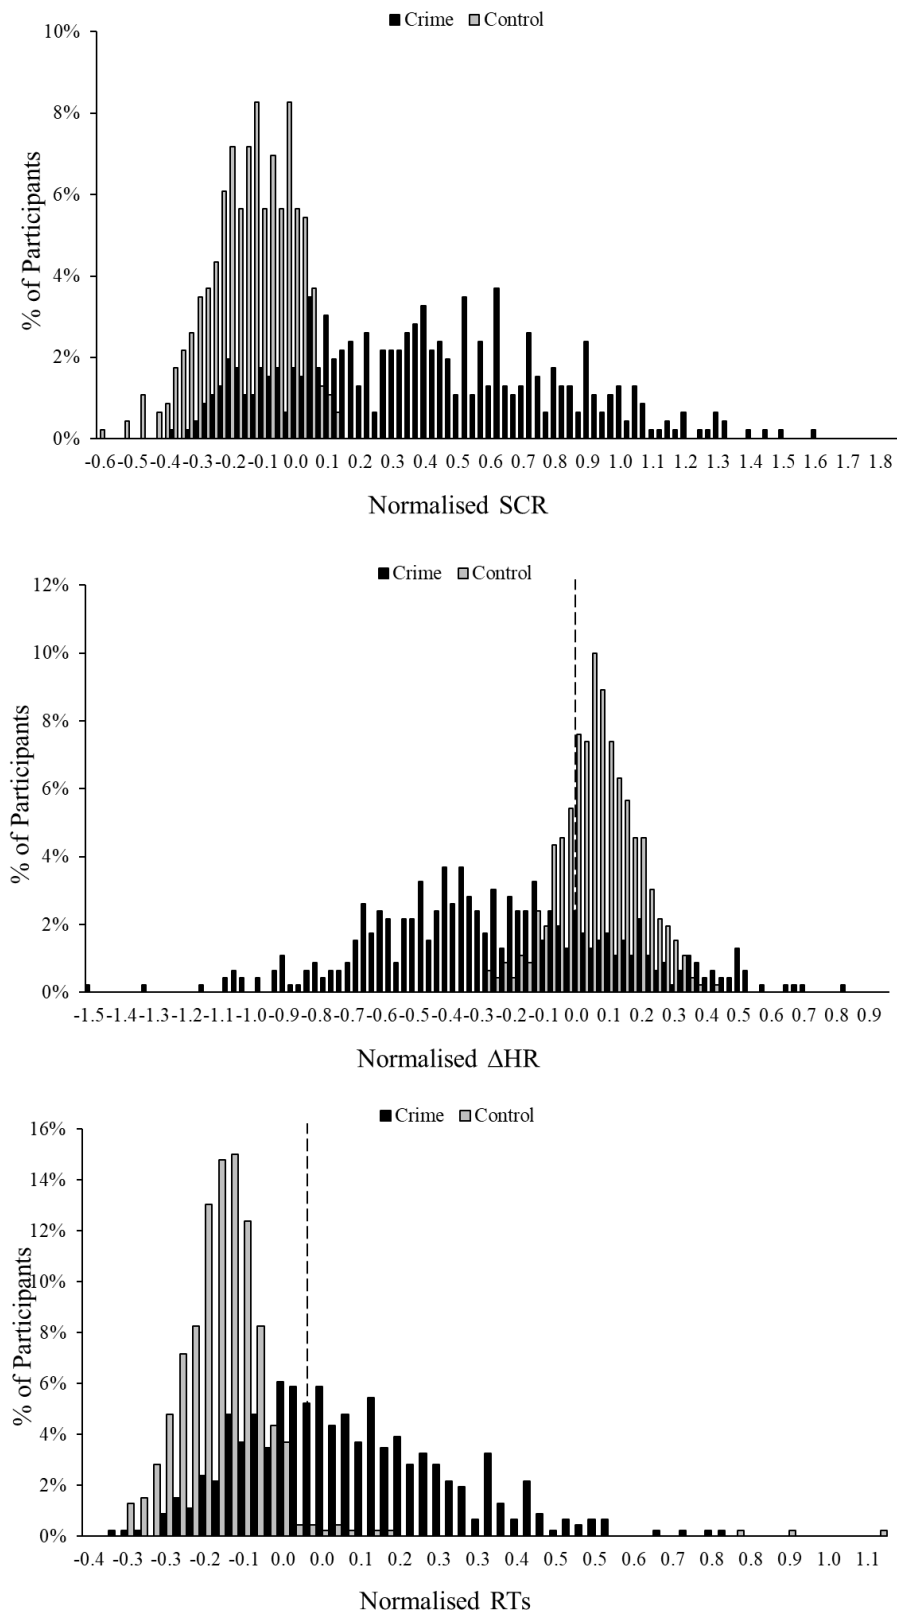 Crime Control
10%
8%
6%
4%
2%
0%
% of Participants
-0.6 -0.5 -0.4 -0.3 -0.2 -0.1 0.0 0.1 0.2 0.3 0.4 0.5 0.6 0.7 0.8 0.9 1.0 1.1 1.2 1.3 1.4 1.5 1.6 1.7 1.8
Normalised SCR
Crime Control
12%
10%
8%
6%
4%
2%
0%
% of Participants
-1.5 -1.4 -1.3 -1.2 -1.1 -1.0 -0.9 -0.8 -0.7 -0.6 -0.5 -0.4 -0.3 -0.2 -0.1 0.0 0.1 0.2 0.3 0.4 0.5 0.6 0.7 0.8 0.9
Normalised ΔHR
Crime Control
16%
14%
12%
10%
8%
6%
4%
2%
0%
% of Participants
-0.4 -0.3 -0.2 -0.1 0.0 0.0 0.2 0.2 0.3 0.3 0.4 0.5 0.5 0.6 0.7 0.8 0.8 0.9 1.0 1.1
Normalised RTs